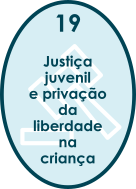 19
Justiça
juvenil
e privação
da
liberdade
na
criança